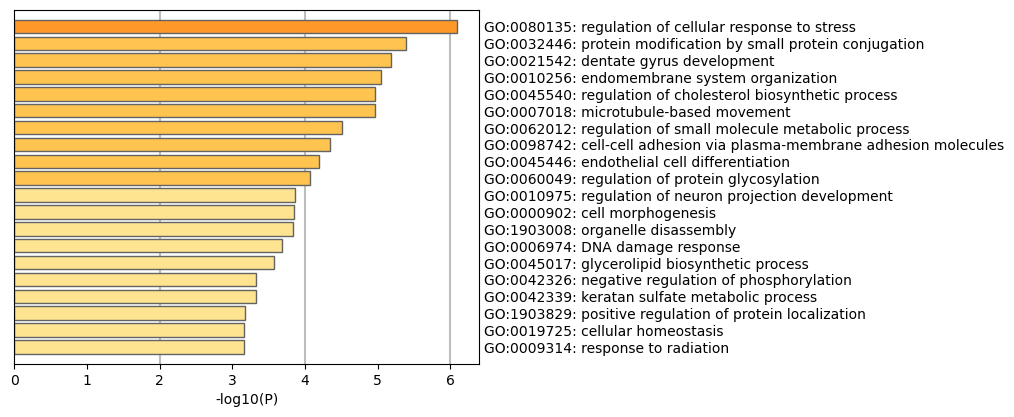 GO:0080135: regulation of cellular response to stress
GO:0032446: protein modification by small protein conjugation
GO:0021542: dentate gyrus development
GO:0010256: endomembrane system organization
GO:0045540: regulation of cholesterol biosynthetic process
GO:0007018: microtubule-based movement
GO:0062012: regulation of small molecule metabolic process
GO:0098742: cell-cell adhesion via plasma-membrane adhesion molecules
GO:0045446: endothelial cell differentiation
GO:0060049: regulation of protein glycosylation
GO:0010975: regulation of neuron projection development
GO:0000902: cell morphogenesis
GO:1903008: organelle disassembly
GO:0006974: DNA damage response
GO:0045017: glycerolipid biosynthetic process
GO:0042326: negative regulation of phosphorylation
GO:0042339: keratan sulfate metabolic process
GO:1903829: positive regulation of protein localization
GO:0019725: cellular homeostasis
GO:0009314: response to radiation
0 1 2 3 4 5 6
-log10(P)